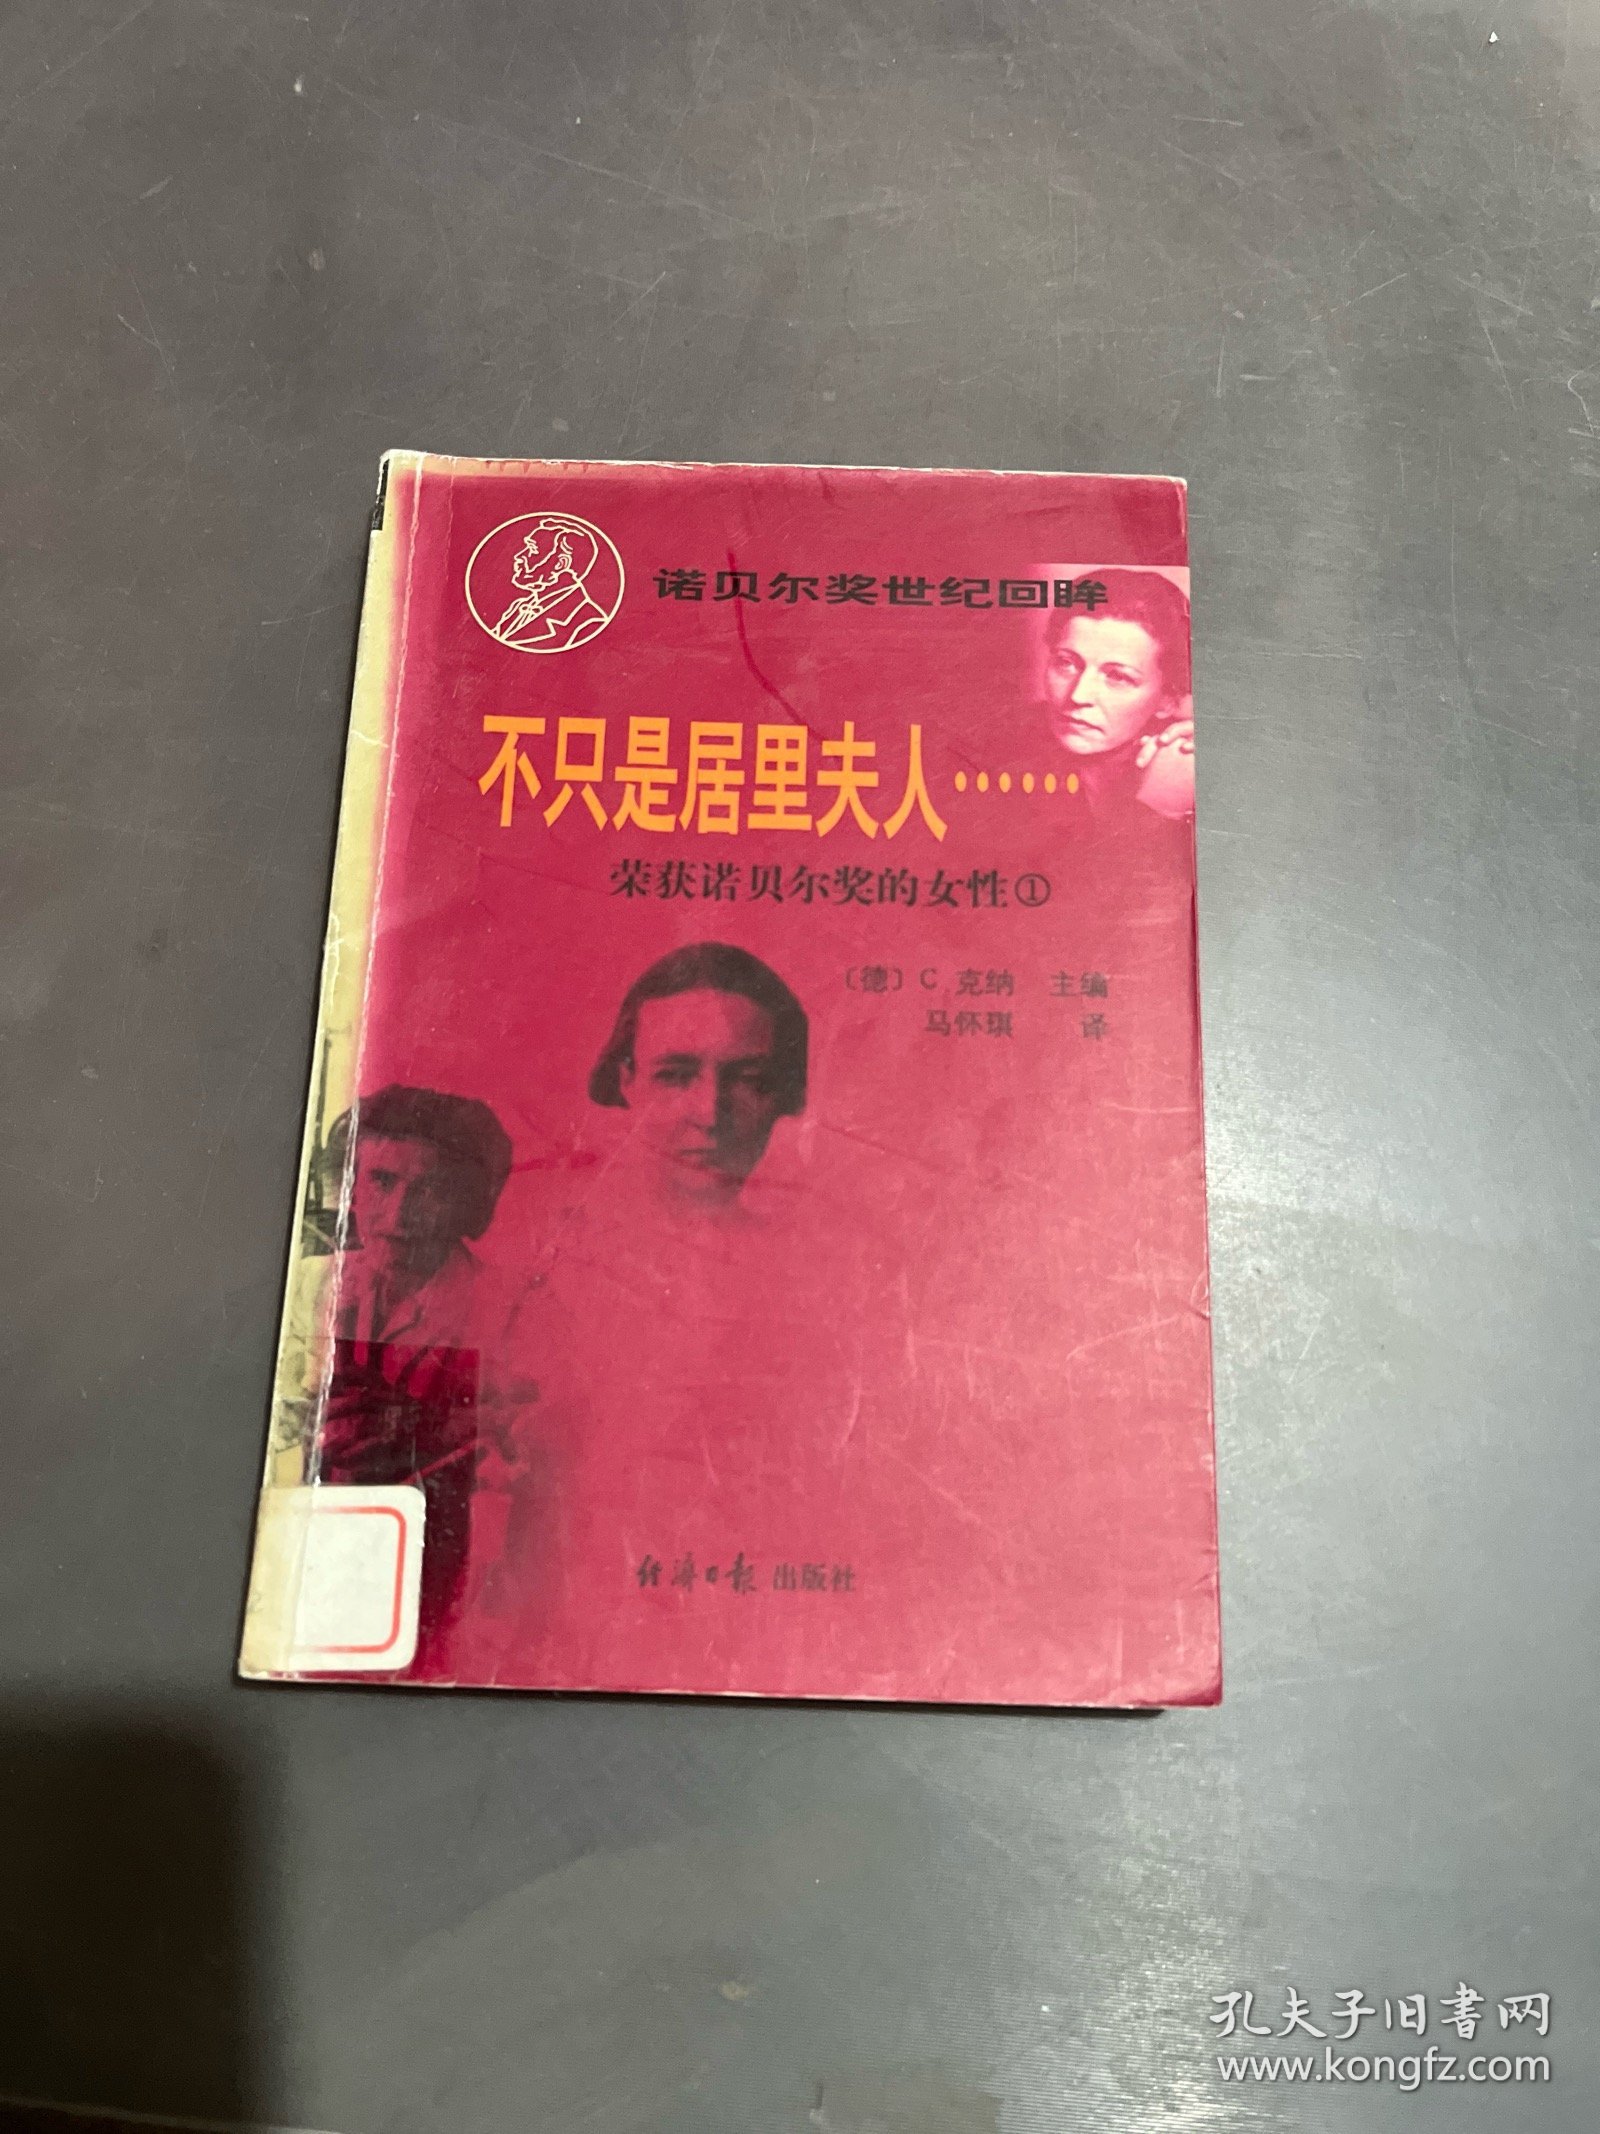 诺贝尔奖世纪回眸
不只是居里夫人……
荣获诺贝尔奖的女性①
〔德〕C.克纳 主编
马怀琪 译
经济日报出版社
孔夫子旧书网
www.kongfz.com